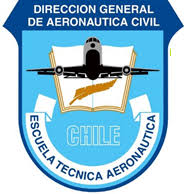 DIRECCION GENERAL
DE AERONAUTICA CIVIL
CHILE
ESCUELA TECNICA AERONAUTICA